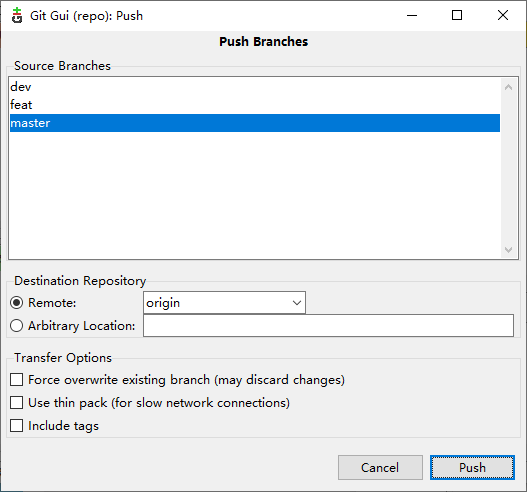 Git Gui (repo): Push
Push Branches
Source Branches
dev
feat
master
Destination Repository
Remote: origin
Arbitrary Location:
Transfer Options
Force overwrite existing branch (may discard changes)
Use thin pack (for slow network connections)
Include tags
Cancel Push